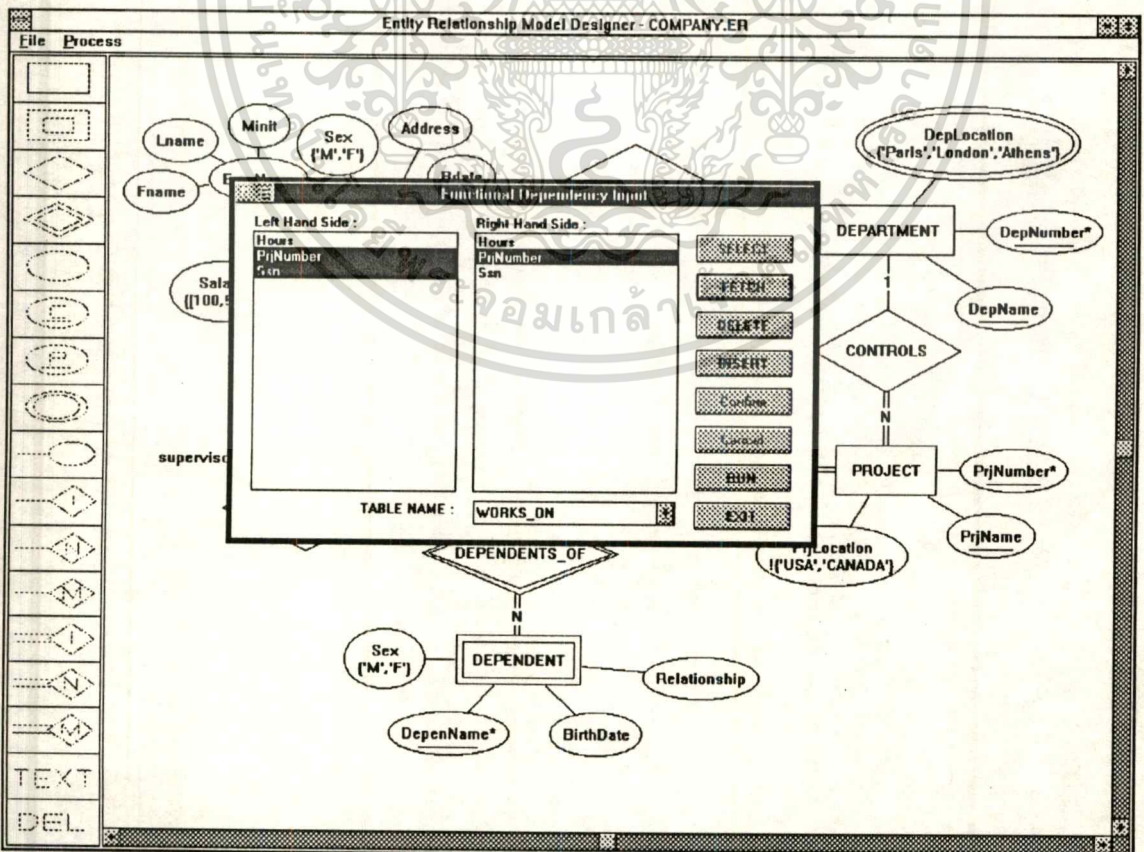 Entity Relationship Model Designer - COMPANY.ER
File Process
Lname
Minit
Sex
{'M','F'}
Address
Fname
Bdate
DepLocation
{'Paris','London','Athens'}
Functional Dependency Input
Left Hand Side :
Right Hand Side :
Hours
PrjNumber
Ssn
Hours
PrjNumber
Ssn
SELECT
FETCH
DELETE
INSERT
Confirm
Cancel
RUN
EXIT
TABLE NAME :
WORKS_ON
DEPARTMENT
DepNumber*
DepName
1
CONTROLS
N
PROJECT
PrjNumber*
PrjName
PrjLocation
!{'USA','CANADA'}
DEPENDENTS_OF
N
Sex
{'M','F'}
DEPENDENT
Relationship
DepenName*
BirthDate
I
N
M
I
N
M
TEXT
DEL